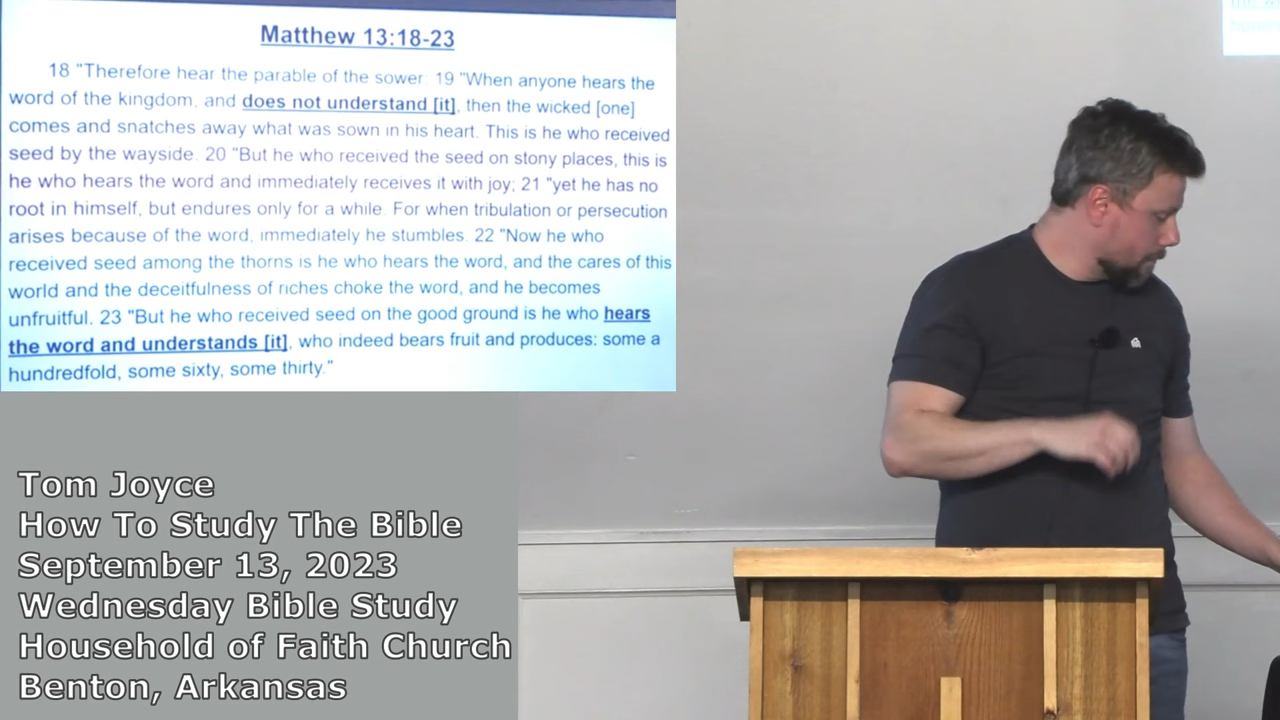 Matthew 13:18-23
18 "Therefore hear the parable of the sower: 19 "When anyone hears the
word of the kingdom, and does not understand [it], then the wicked [one]
comes and snatches away what was sown in his heart. This is he who received
seed by the wayside. 20 "But he who received the seed on stony places, this is
he who hears the word and immediately receives it with joy; 21 "yet he has no
root in himself, but endures only for a while. For when tribulation or persecution
arises because of the word, immediately he stumbles. 22 "Now he who
received seed among the thorns is he who hears the word, and the cares of this
world and the deceitfulness of riches choke the word, and he becomes
unfruitful. 23 "But he who received seed on the good ground is he who hears
the word and understands [it], who indeed bears fruit and produces: some a
hundredfold, some sixty, some thirty."
Tom Joyce
How To Study The Bible
September 13, 2023
Wednesday Bible Study
Household of Faith Church
Benton, Arkansas